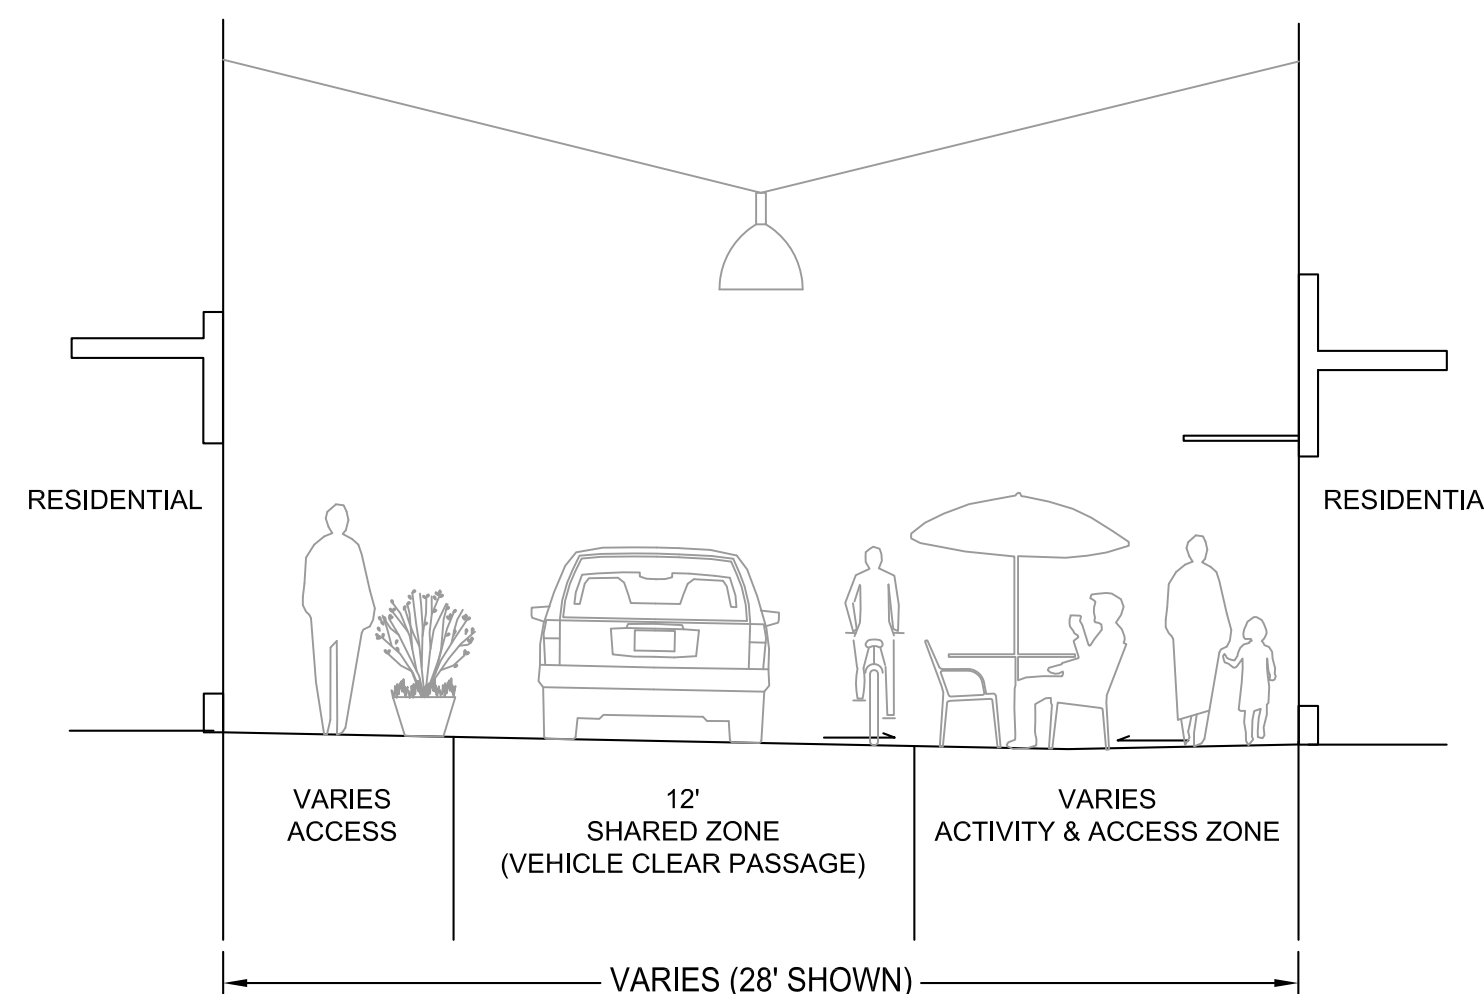 RESIDENTIAL
RESIDENTIA
VARIES
ACCESS
12'
SHARED ZONE
(VEHICLE CLEAR PASSAGE)
VARIES
ACTIVITY & ACCESS ZONE
VARIES (28' SHOWN)